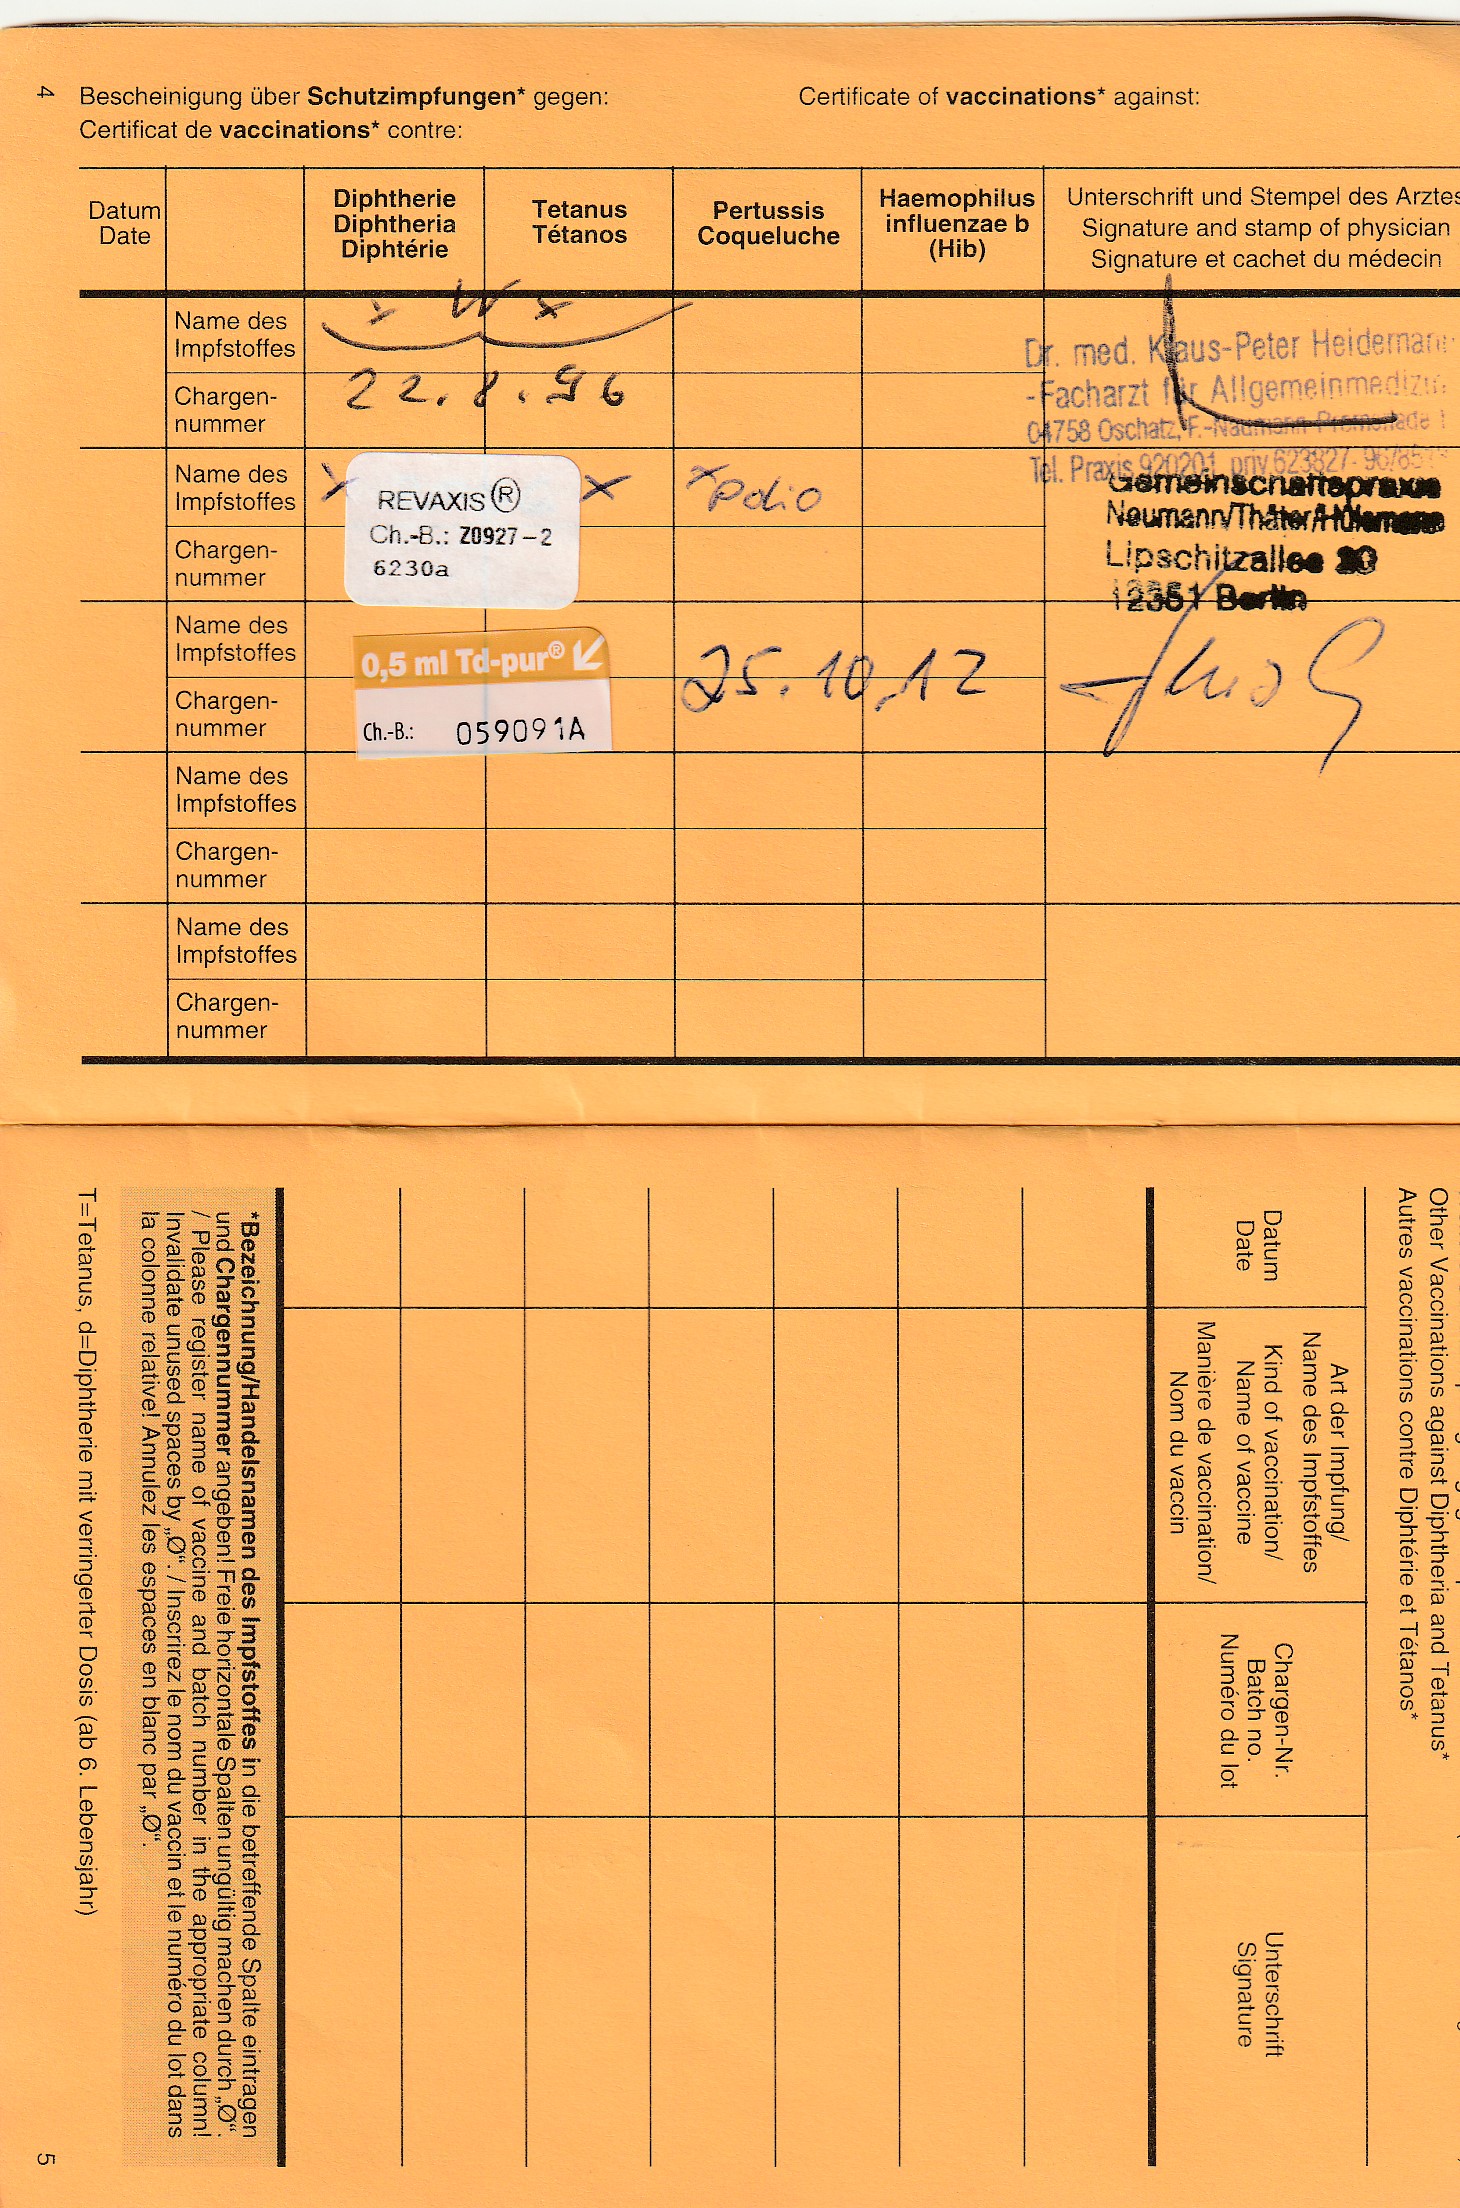 4
Bescheinigung über Schutzimpfungen* gegen:
Certificate of vaccinations* against:
Certificat de vaccinations* contre:
Datum
Date
Diphtherie
Diphtheria
Diphtérie
Tetanus
Tétanos
Pertussis
Coqueluche
Haemophilus
influenzae b
(Hib)
Unterschrift und Stempel des Arztes
Signature and stamp of physician
Signature et cachet du médecin
Name des
Impfstoffes
x x
Chargen-
nummer
22.8.96
Dr. med. Klaus-Peter Heidemann
-Facharzt für Allgemeinmedizin
04758 Oschatz, F.-Naumann-Promenade 1
Tel. Praxis 920201, priv. 623827
Name des
Impfstoffes
x
REVAXIS®
x
x Polio
Chargen-
nummer
Ch.-B.: Z0927-2
6230a
Gemeinschaftspraxis
Neumann/Thäter/
Lipschitzallee 20
12351 Berlin
Name des
Impfstoffes
0,5 ml Td-pur®
Chargen-
nummer
Ch.-B.: 059091A
25.10.12
Name des
Impfstoffes
Chargen-
nummer
Name des
Impfstoffes
Chargen-
nummer
Other Vaccinations against Diphtheria and Tetanus*
Autres vaccinations contre Diphtérie et Tétanos*
Datum
Date
Art der Impfung/
Name des Impfstoffes
Kind of vaccination/
Name of vaccine
Manière de vaccination/
Nom du vaccin
Chargen-Nr.
Batch no.
Numéro du lot
Unterschrift
Signature
*Bezeichnung/Handelsnamen des Impfstoffes in die betreffende Spalte eintragen
und Chargennummer angeben! Freie horizontale Spalten ungültig machen durch „Ø“.
/ Please register name of vaccine and batch number in the appropriate column!
Invalidate unused spaces by „Ø“. / Inscrirez le nom du vaccin et le numéro du lot dans
la colonne relative! Annulez les espaces en blanc par „Ø“.
T=Tetanus, d=Diphtherie mit verringerter Dosis (ab 6. Lebensjahr)
5